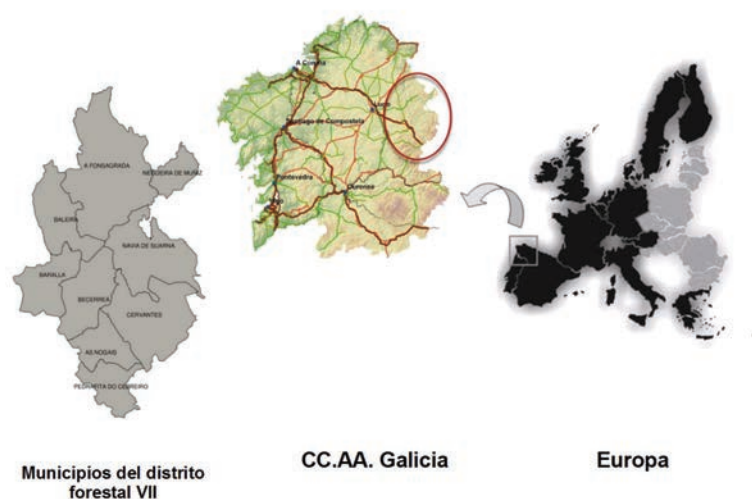 A FONSAGRADA
NEGUEIRA DE MUÑIZ
BALEIRA
NAVIA DE SUARNA
BARALLA
BECERREA
CERVANTES
AS NOGAIS
PEDRAFITA DO CEBREIRO
Municipios del distrito
forestal VII
A Coruña
Lugo
Santiago de Compostela
Pontevedra
Ourense
Vigo
CC.AA. Galicia
Europa